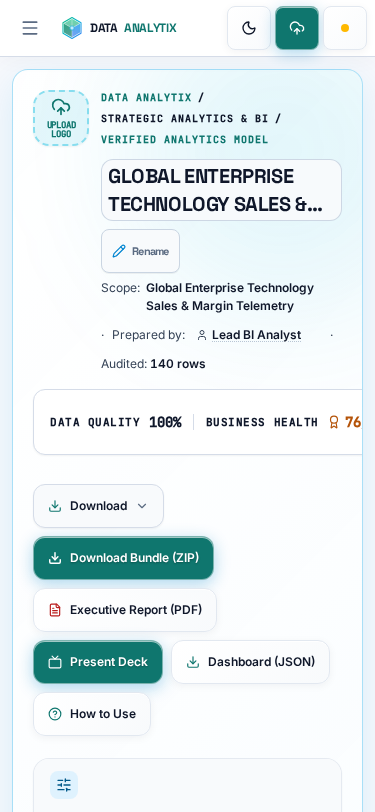 DATA ANALYTIX
UPLOAD
LOGO
DATA ANALYTIX /
STRATEGIC ANALYTICS & BI /
VERIFIED ANALYTICS MODEL
GLOBAL ENTERPRISE
TECHNOLOGY SALES &...
Rename
Scope: Global Enterprise Technology
Sales & Margin Telemetry
· Prepared by: Lead BI Analyst ·
Audited: 140 rows
DATA QUALITY 100% BUSINESS HEALTH 76
Download
Download Bundle (ZIP)
Executive Report (PDF)
Present Deck Dashboard (JSON)
How to Use